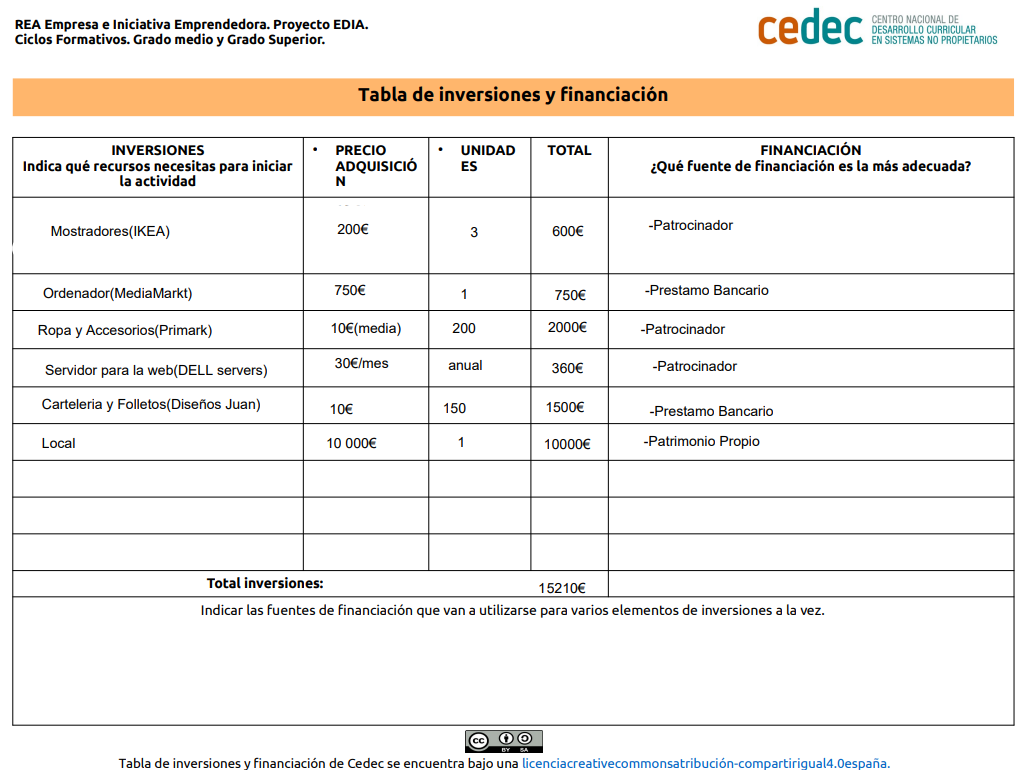 REA Empresa e Iniciativa Emprendedora. Proyecto EDIA.
Ciclos Formativos. Grado medio y Grado Superior.
cedec
CENTRO NACIONAL DE
DESARROLLO CURRICULAR
EN SISTEMAS NO PROPIETARIOS
Tabla de inversiones y financiación
INVERSIONES
Indica qué recursos necesitas para iniciar
la actividad
• PRECIO
ADQUISICIÓ
N
• UNIDAD
ES
TOTAL
FINANCIACIÓN
¿Qué fuente de financiación es la más adecuada?
Mostradores(IKEA) 200€ 3 600€ -Patrocinador
Ordenador(MediaMarkt) 750€ 1 750€ -Prestamo Bancario
Ropa y Accesorios(Primark) 10€(media) 200 2000€ -Patrocinador
Servidor para la web(DELL servers) 30€/mes anual 360€ -Patrocinador
Carteleria y Folletos(Diseños Juan) 10€ 150 1500€ -Prestamo Bancario
Local 10 000€ 1 10000€ -Patrimonio Propio
Total inversiones: 15210€
Indicar las fuentes de financiación que van a utilizarse para varios elementos de inversiones a la vez.
cc BY SA
Tabla de inversiones y financiación de Cedec se encuentra bajo una licenciacreativecommonsatribución-compartirigual4.0españa.